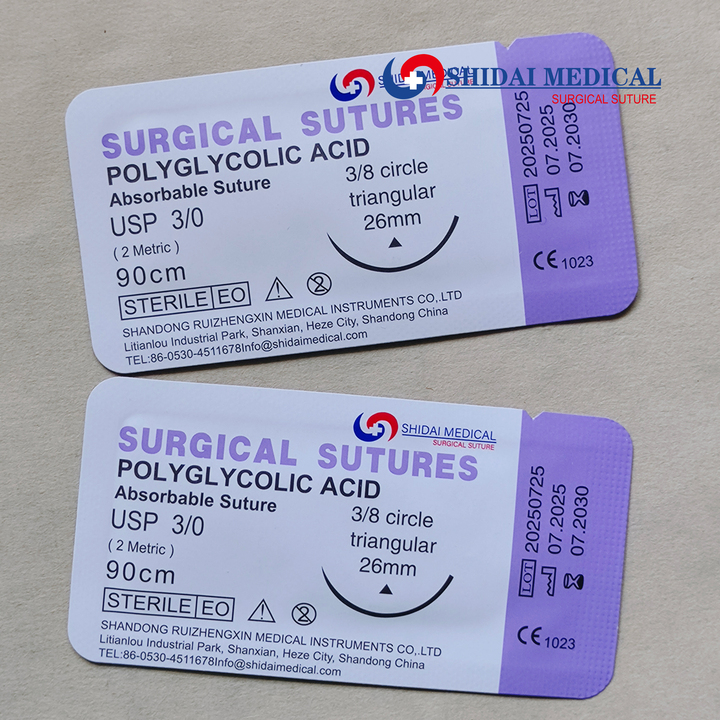 SHIDAI MEDICAL
SURGICAL SUTURE
SURGICAL SUTURES
POLYGLYCOLIC ACID
Absorbable Suture
USP 3/0
( 2 Metric )
90cm
3/8 circle
triangular
26mm
STERILE EO
2
SHANDONG RUIZHENGXIN MEDICAL INSTRUMENTS CO,.LTD
Litianlou Industrial Park, Shanxian, Heze City, Shandong China
TEL:86-0530-4511678Info@shidaimedical.com
LOT 20250725
07.2025
07.2030
CE 1023
SHIDAI MEDICAL
SURGICAL SUTURE
SURGICAL SUTURES
POLYGLYCOLIC ACID
Absorbable Suture
USP 3/0
( 2 Metric )
90cm
3/8 circle
triangular
26mm
STERILE EO
2
SHANDONG RUIZHENGXIN MEDICAL INSTRUMENTS CO,.LTD
Litianlou Industrial Park, Shanxian, Heze City, Shandong China
TEL:86-0530-4511678Info@shidaimedical.com
LOT 20250725
07.2025
07.2030
CE 1023